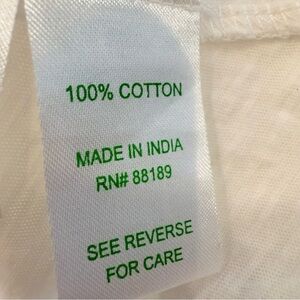 100% COTTON
MADE IN INDIA
RN# 88189
SEE REVERSE
FOR CARE